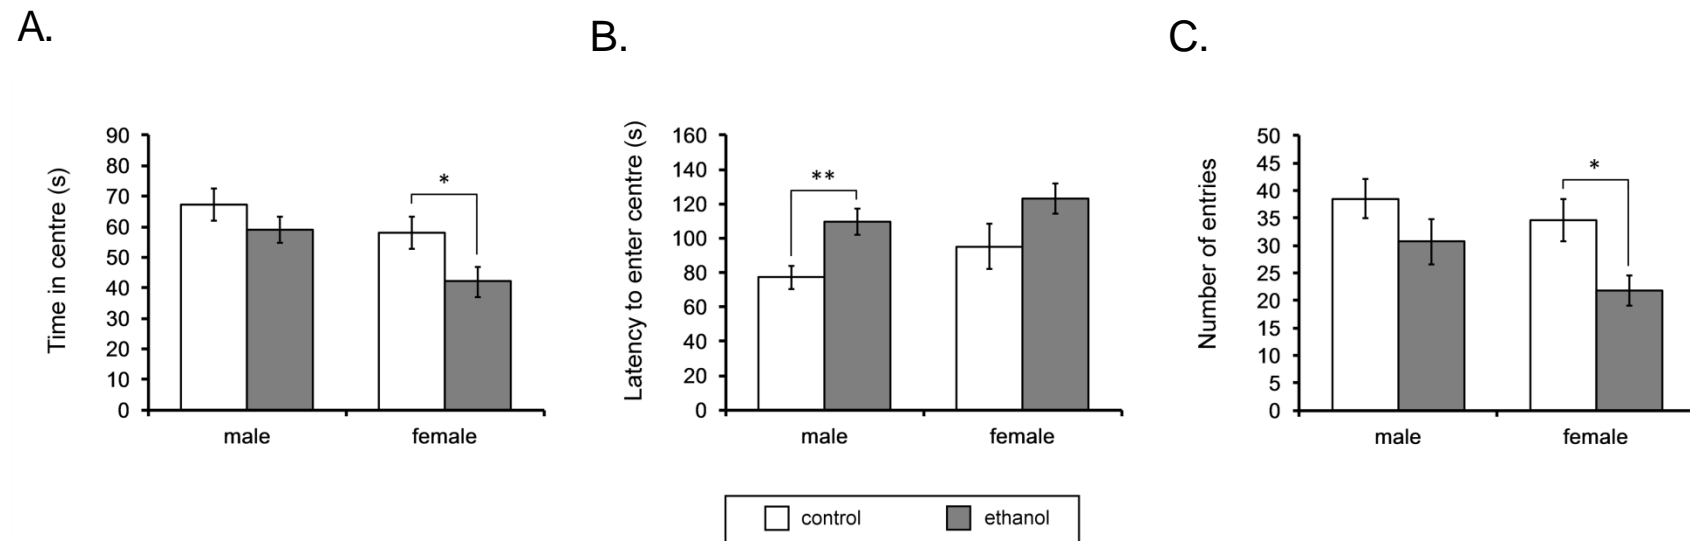 A.
Time in centre (s)
90
80
70
60
50
40
30
20
10
0
*
male
female
B.
Latency to enter centre (s)
160
140
120
100
80
60
40
20
0
**
male
female
C.
Number of entries
50
45
40
35
30
25
20
15
10
5
0
*
male
female
control
ethanol